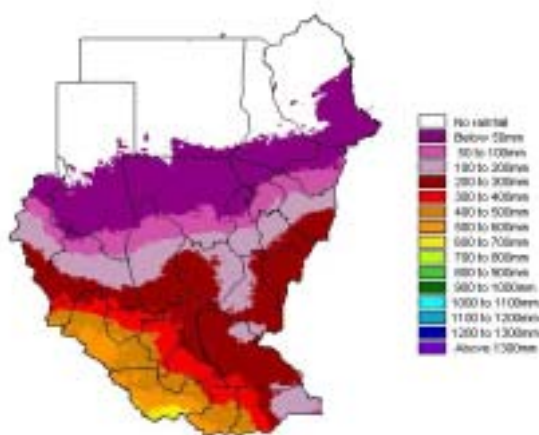 No rainfall
Below 50mm
50 to 100mm
100 to 200mm
200 to 300mm
300 to 400mm
400 to 500mm
500 to 600mm
600 to 700mm
700 to 800mm
800 to 900mm
900 to 1000mm
1000 to 1100mm
1100 to 1200mm
1200 to 1300mm
Above 1300mm